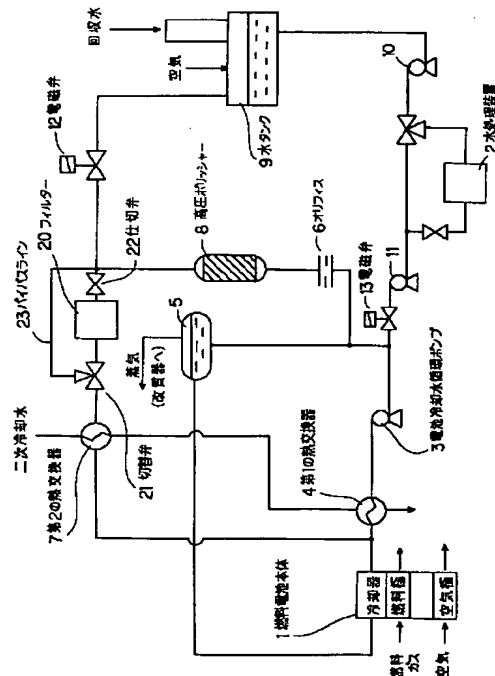 回収水
空気
12電磁弁
9水タンク
10
20フィルター
22仕切弁
8高圧ポリッシャー
6オリフィス
2水処理装置
23バイパスライン
11
13電磁弁
5
蒸気
(改質器へ)
二次冷却水
21切替弁
3電池冷却水循環ポンプ
7第2の熱交換器
4第1の熱交換器
1燃料電池本体
冷却器
燃料極
空気極
燃料
ガス
空気